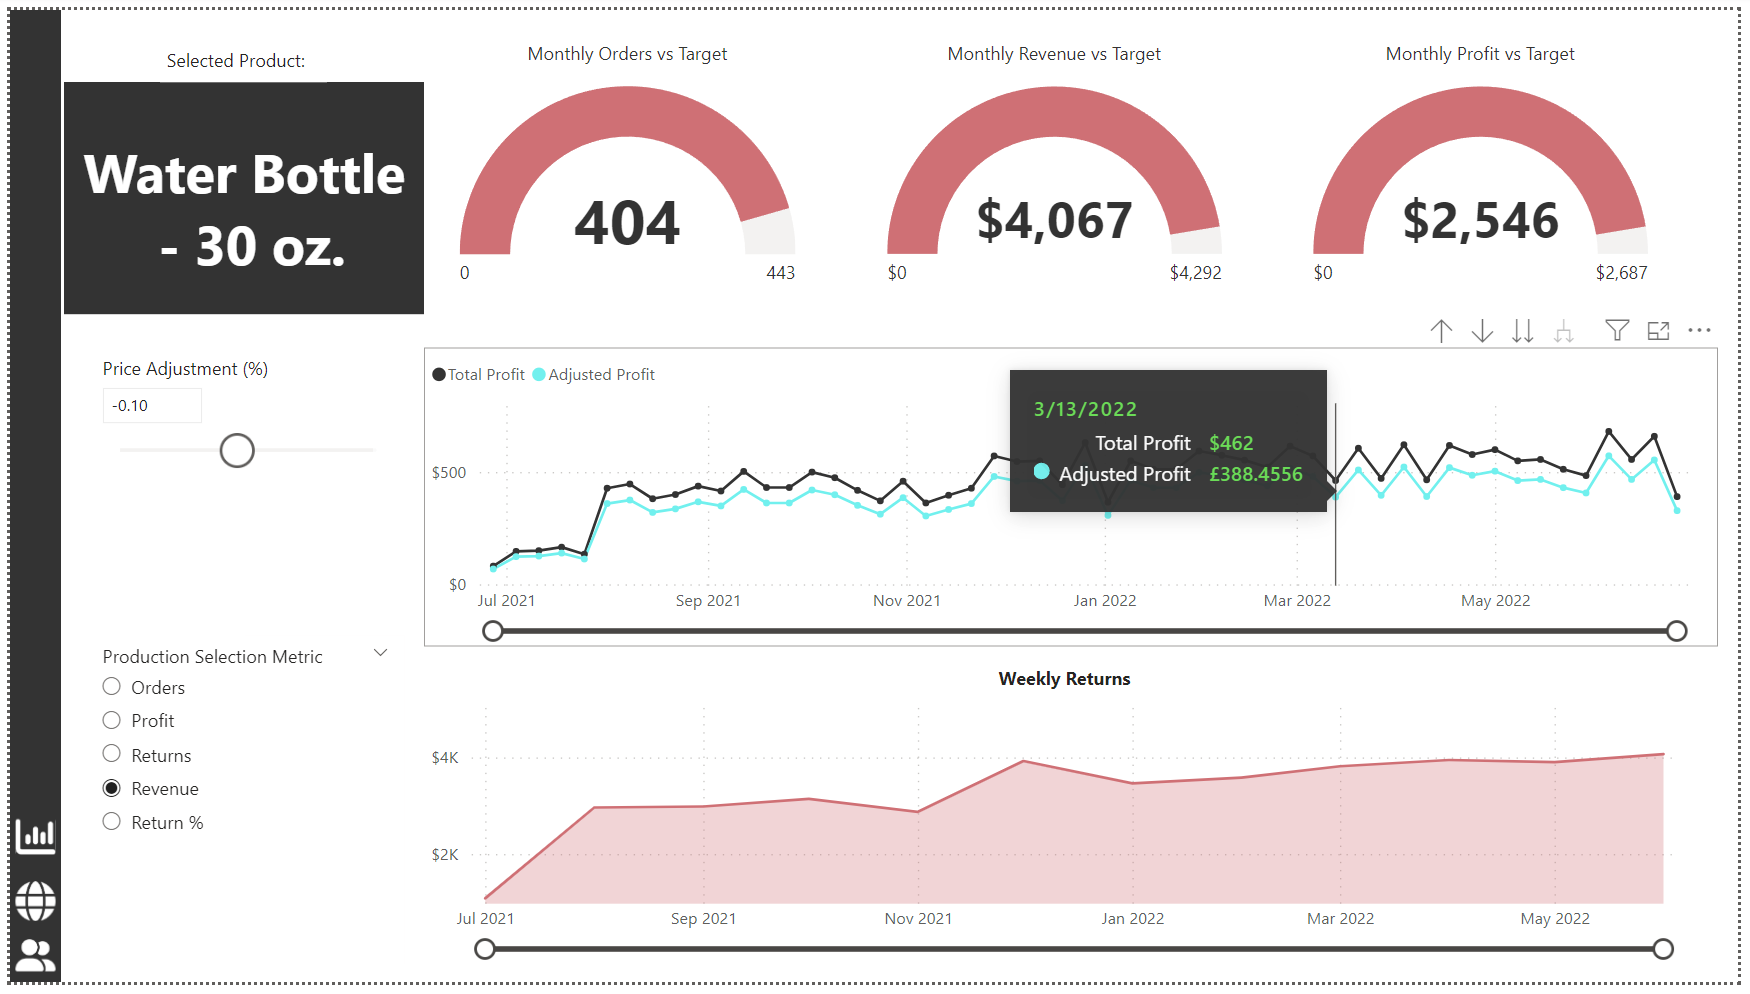 Selected Product:
Water Bottle
- 30 oz.
Monthly Orders vs Target
404
0
443
Monthly Revenue vs Target
$4,067
$0
$4,292
Monthly Profit vs Target
$2,546
$0
$2,687
Price Adjustment (%)
-0.10
Production Selection Metric
Orders
Profit
Returns
Revenue
Return %
Total Profit
Adjusted Profit
3/13/2022
Total Profit $462
Adjusted Profit £388.4556
$500
$0
Jul 2021 Sep 2021 Nov 2021 Jan 2022 Mar 2022 May 2022
Weekly Returns
$4K
$2K
Jul 2021 Sep 2021 Nov 2021 Jan 2022 Mar 2022 May 2022